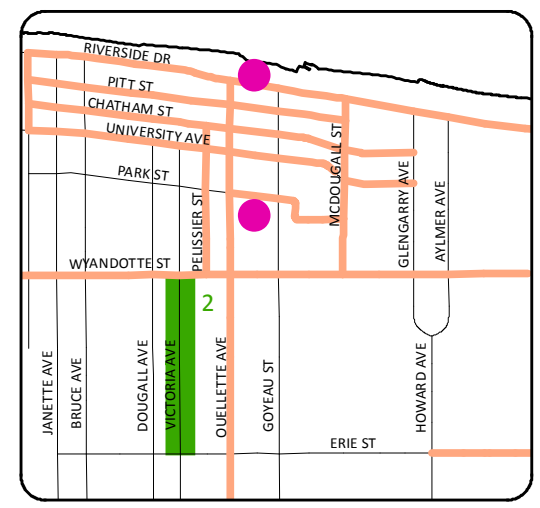 RIVERSIDE DR
PITT ST
CHATHAM ST
UNIVERSITY AVE
PARK ST
MCDOUGALL ST
GLENGARRY AVE
AYLMER AVE
PELISSIER ST
WYANDOTTE ST
2
JANETTE AVE
BRUCE AVE
DOUGALL AVE
VICTORIA AVE
OUELLETTE AVE
GOYEAU ST
HOWARD AVE
ERIE ST